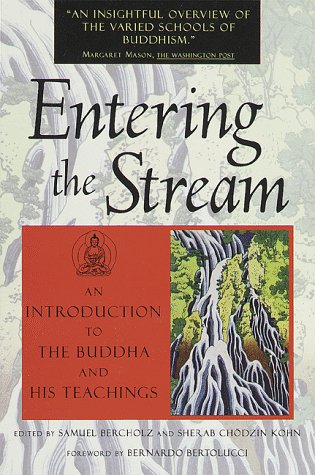 "AN INSIGHTFUL OVERVIEW OF
THE VARIED SCHOOLS OF
BUDDHISM."
MARGARET MASON, THE WASHINGTON POST
Entering
the Stream
AN
INTRODUCTION
TO
THE BUDDHA
AND
HIS TEACHINGS
EDITED BY SAMUEL BERCHOLZ AND SHERAB CHÖDZIN KOHN
FOREWORD BY BERNARDO BERTOLUCCI